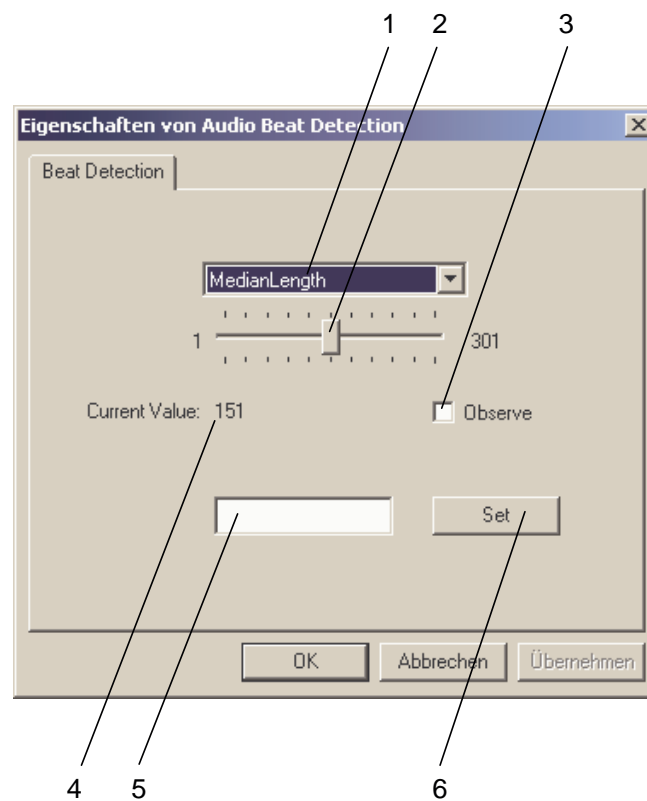 1 2 3
Eigenschaften von Audio Beat Detection
Beat Detection
MedianLength
1 301
Current Value: 151 Observe
Set
OK Abbrechen Übernehmen
4 5 6